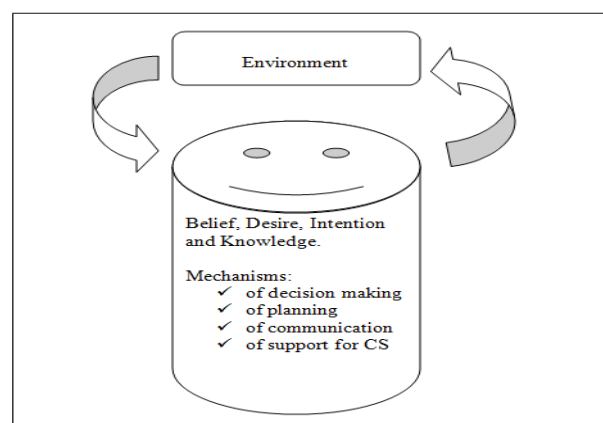 Environment
Belief, Desire, Intention
and Knowledge.
Mechanisms:
✓ of decision making
✓ of planning
✓ of communication
✓ of support for CS